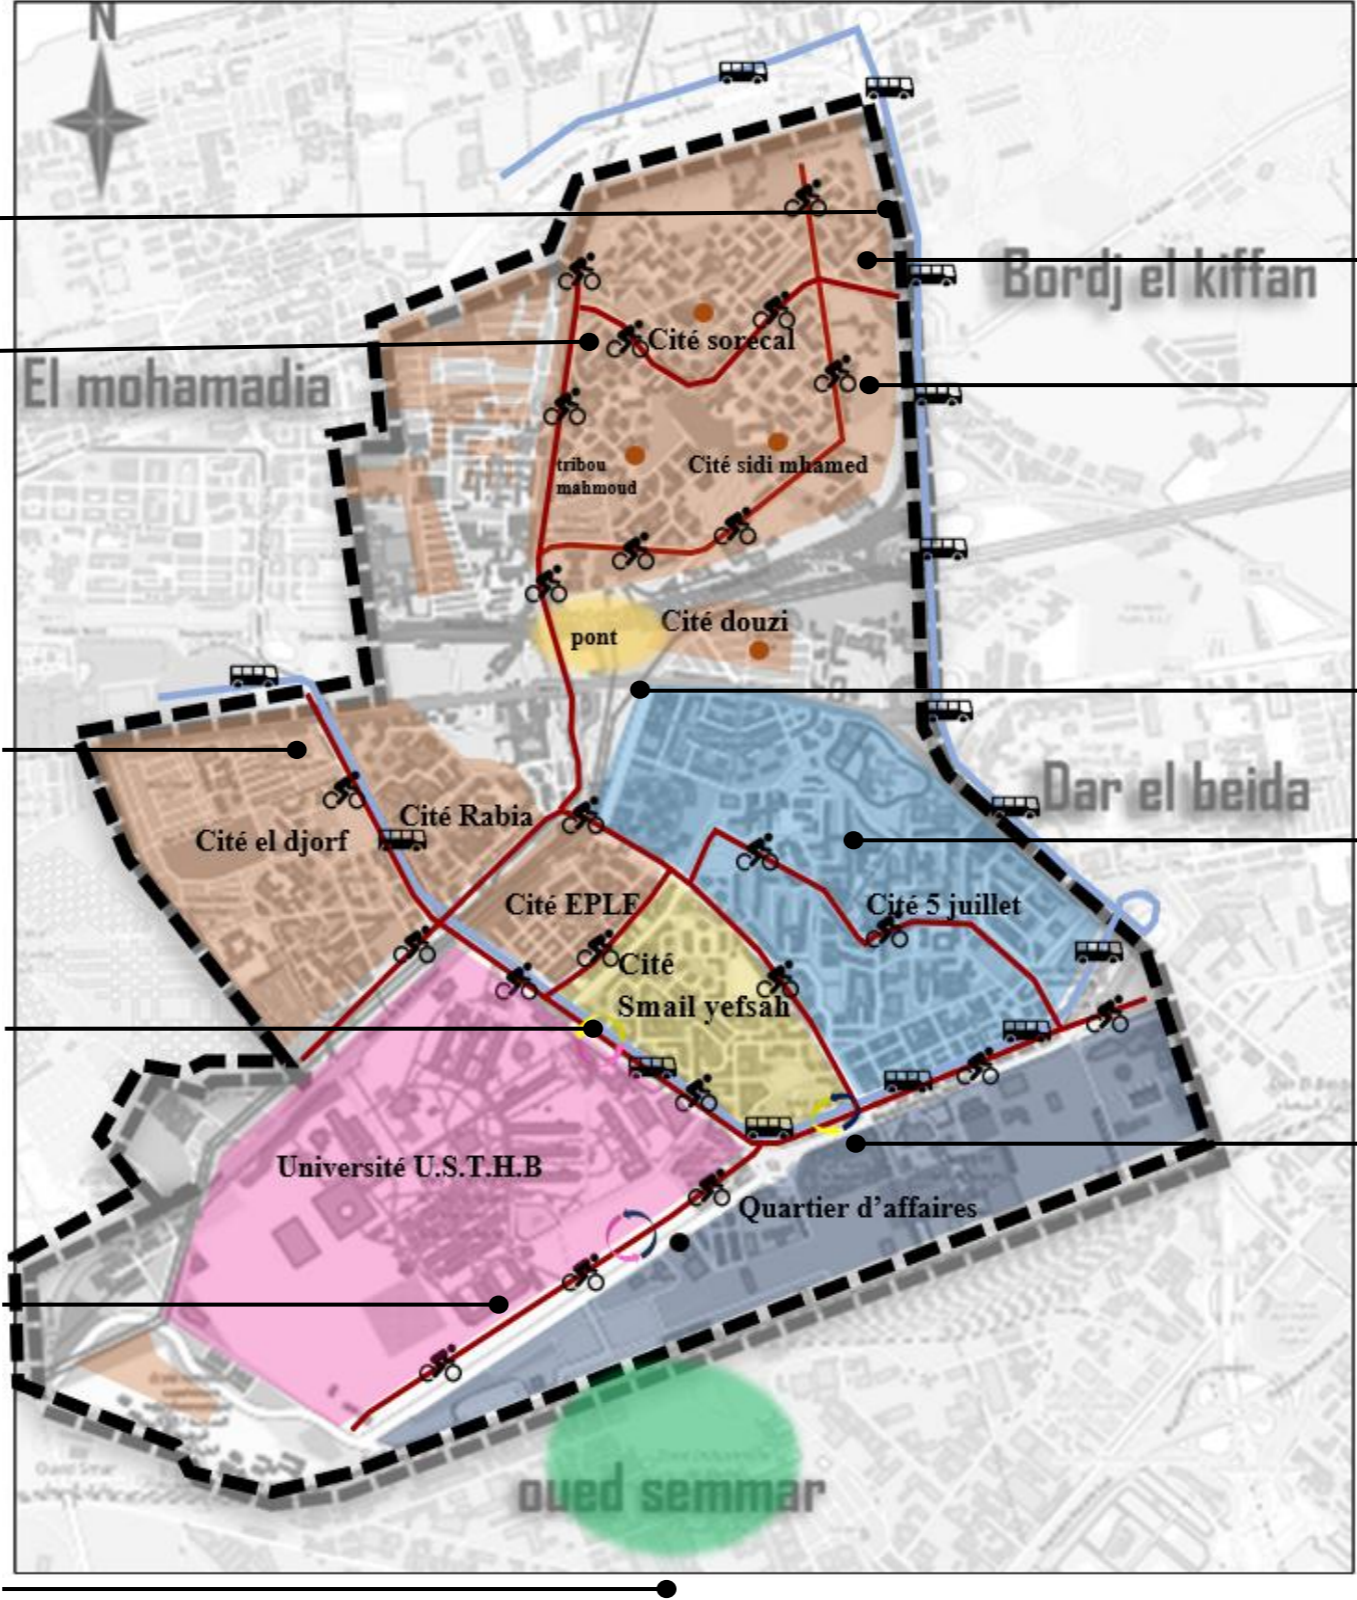 N
Bordj el kiffan
El mohamadia
Cité sorecal
tribou
mahmoud
Cité sidi mhamed
Cité douzi
pont
Dar el beida
Cité Rabia
Cité el djorf
Cité EPLF
Cité 5 juillet
Cité
Smail yefsah
Université U.S.T.H.B
Quartier d’affaires
oued semmar